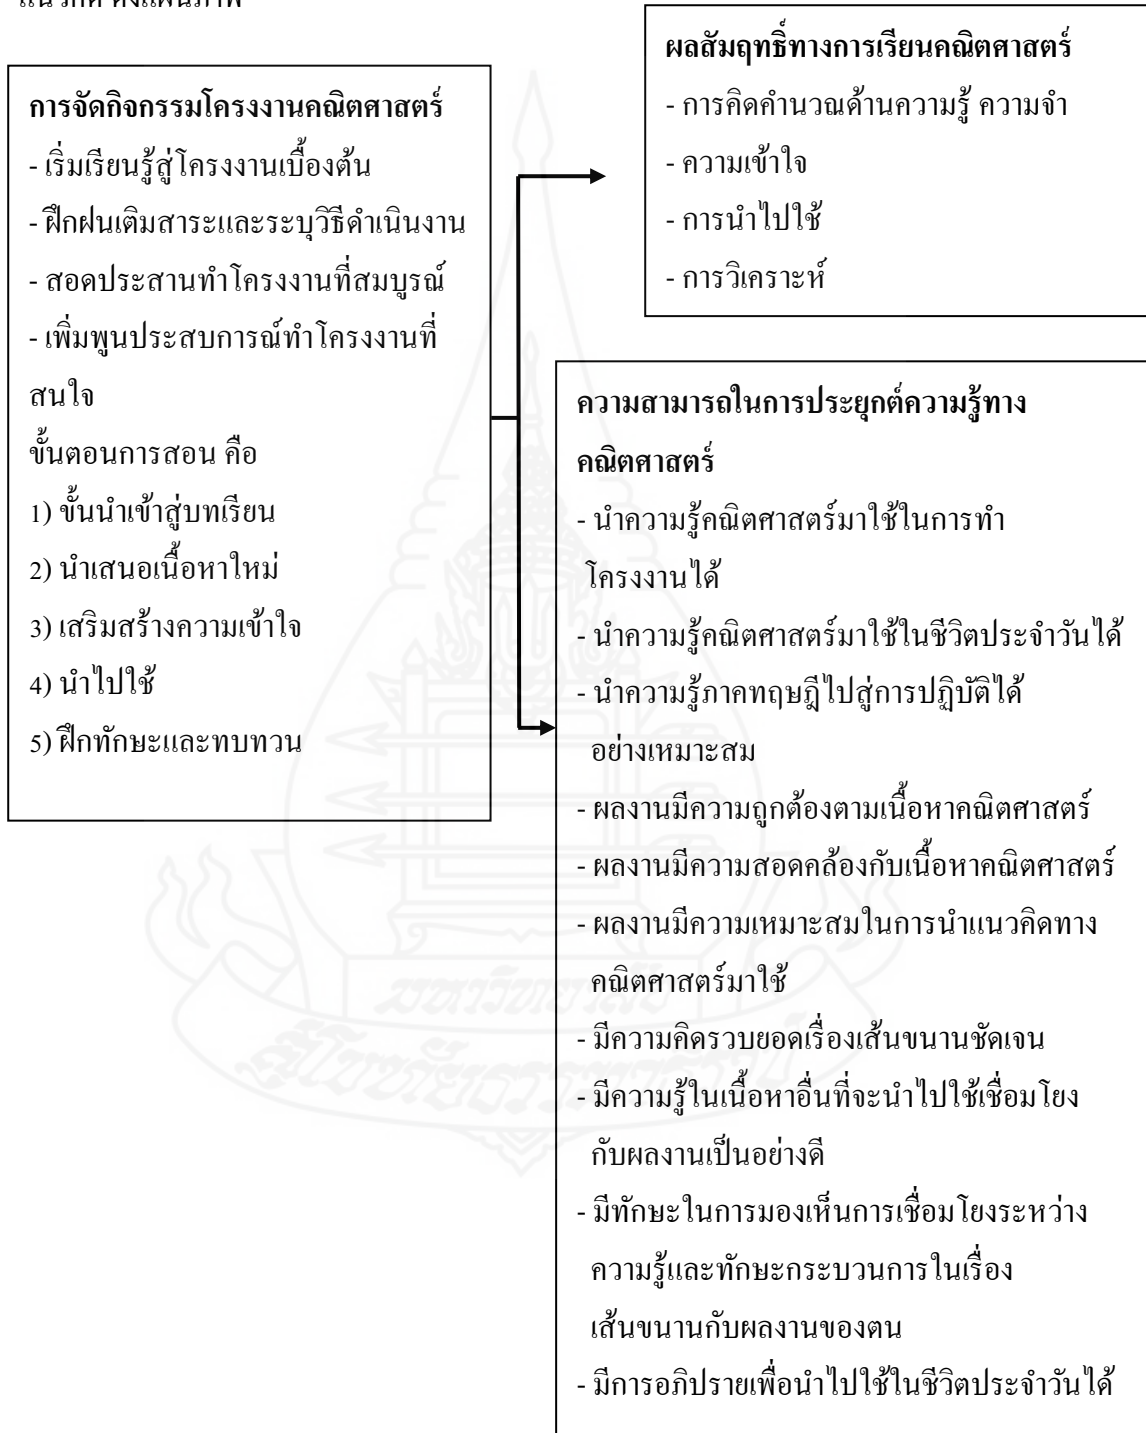 แนวคิด ดังแผนภาพ
การจัดกิจกรรมโครงงานคณิตศาสตร์
- เริ่มเรียนรู้สู่โครงงานเบื้องต้น
- ฝึกฝนเติมสาระและระบุวิธีดำเนินงาน
- สอดประสานทำโครงงานที่สมบูรณ์
- เพิ่มพูนประสบการณ์ทำโครงงานที่
สนใจ
ขั้นตอนการสอน คือ
1) ขั้นนำเข้าสู่บทเรียน
2) นำเสนอเนื้อหาใหม่
3) เสริมสร้างความเข้าใจ
4) นำไปใช้
5) ฝึกทักษะและทบทวน
ผลสัมฤทธิ์ทางการเรียนคณิตศาสตร์
- การคิดคำนวณด้านความรู้ ความจำ
- ความเข้าใจ
- การนำไปใช้
- การวิเคราะห์
ความสามารถในการประยุกต์ความรู้ทาง
คณิตศาสตร์
- นำความรู้คณิตศาสตร์มาใช้ในการทำ
โครงงานได้
- นำความรู้คณิตศาสตร์มาใช้ในชีวิตประจำวันได้
- นำความรู้ภาคทฤษฎีไปสู่การปฏิบัติได้
อย่างเหมาะสม
- ผลงานมีความถูกต้องตามเนื้อหาคณิตศาสตร์
- ผลงานมีความสอดคล้องกับเนื้อหาคณิตศาสตร์
- ผลงานมีความเหมาะสมในการนำแนวคิดทาง
คณิตศาสตร์มาใช้
- มีความคิดรวบยอดเรื่องเส้นขนานชัดเจน
- มีความรู้ในเนื้อหาอื่นที่จะนำไปใช้เชื่อมโยง
กับผลงานเป็นอย่างดี
- มีทักษะในการมองเห็นการเชื่อมโยงระหว่าง
ความรู้และทักษะกระบวนการในเรื่อง
เส้นขนานกับผลงานของตน
- มีการอภิปรายเพื่อนำไปใช้ในชีวิตประจำวันได้
มหาวิทยาลัย
สุโขทัยธรรมาธิราช